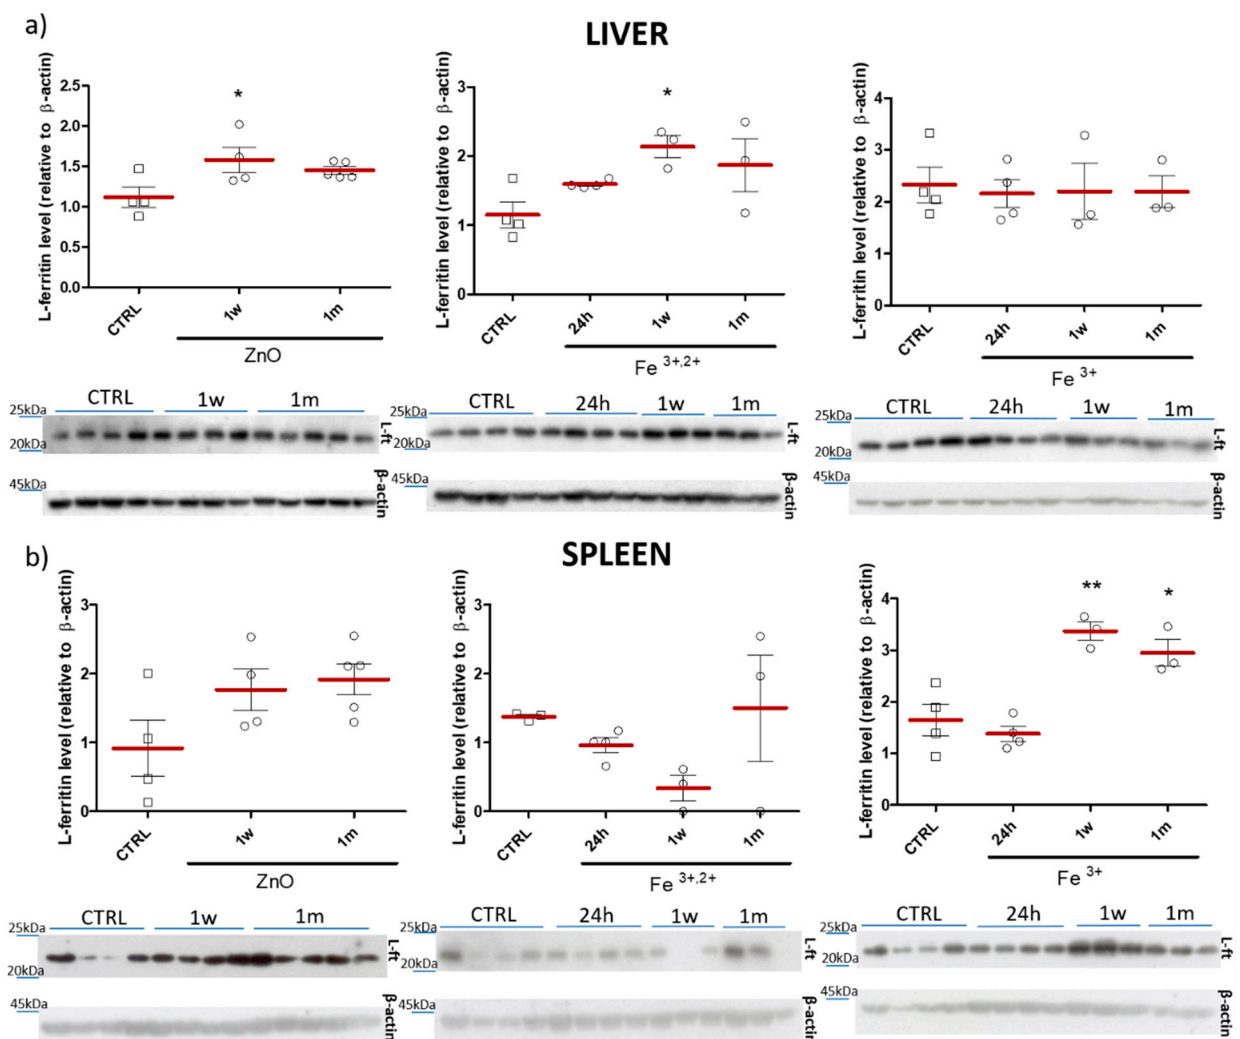 a)
LIVER
L-ferritin level (relative to β-actin)
2.5
2.0
1.5
1.0
0.5
0.0
*
CTRL
1w
1m
ZnO
L-ferritin level (relative to β-actin)
3
2
1
0
*
CTRL
24h
1w
1m
Fe 3+,2+
L-ferritin level (relative to β-actin)
4
3
2
1
0
CTRL
24h
1w
1m
Fe 3+
CTRL 1w 1m
25kDa
20kDa
L-ft
45kDa
β-actin
CTRL 24h 1w 1m
25kDa
20kDa
L-ft
45kDa
β-actin
CTRL 24h 1w 1m
25kDa
20kDa
L-ft
45kDa
β-actin
b)
SPLEEN
L-ferritin level (relative to β-actin)
3
2
1
0
CTRL
1w
1m
ZnO
L-ferritin level (relative to β-actin)
3
2
1
0
CTRL
24h
1w
1m
Fe 3+,2+
L-ferritin level (relative to β-actin)
4
3
2
1
0
**
*
CTRL
24h
1w
1m
Fe 3+
CTRL 1w 1m
25kDa
20kDa
L-ft
45kDa
β-actin
CTRL 24h 1w 1m
25kDa
20kDa
L-ft
45kDa
β-actin
CTRL 24h 1w 1m
25kDa
20kDa
L-ft
45kDa
β-actin